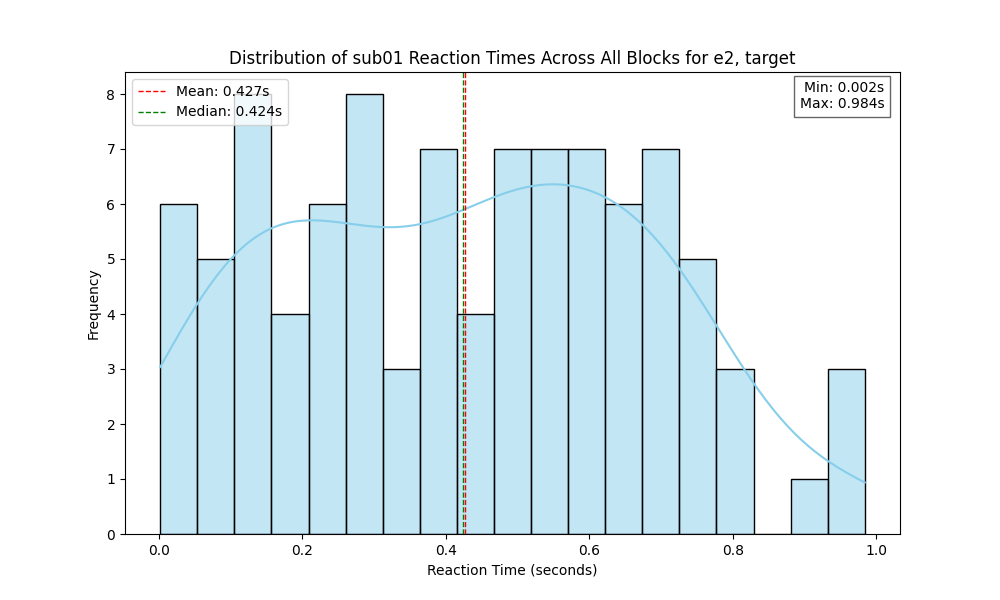 Distribution of sub01 Reaction Times Across All Blocks for e2, target
Mean: 0.427s
Median: 0.424s
Min: 0.002s
Max: 0.984s
8
7
6
5
4
3
2
1
0
Frequency
0.0 0.2 0.4 0.6 0.8 1.0
Reaction Time (seconds)